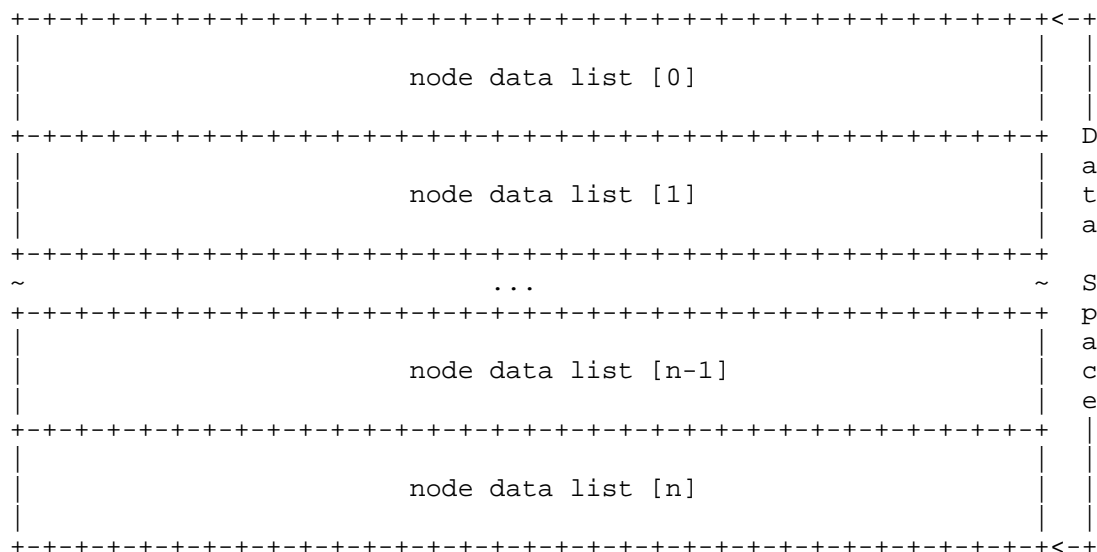 +-+-+-+-+-+-+-+-+-+-+-+-+-+-+-+-+-+-+-+-+-+-+-+-+-+-+-+-+-+-+-+-+<-+
|                                                               |  |
|                        node data list [0]                     |  |
|                                                               |  |
+-+-+-+-+-+-+-+-+-+-+-+-+-+-+-+-+-+-+-+-+-+-+-+-+-+-+-+-+-+-+-+-+  D
|                                                               |  a
|                        node data list [1]                     |  t
|                                                               |  a
+-+-+-+-+-+-+-+-+-+-+-+-+-+-+-+-+-+-+-+-+-+-+-+-+-+-+-+-+-+-+-+-+
~                             ...                               ~  S
+-+-+-+-+-+-+-+-+-+-+-+-+-+-+-+-+-+-+-+-+-+-+-+-+-+-+-+-+-+-+-+-+  p
|                                                               |  a
|                        node data list [n-1]                   |  c
|                                                               |  e
+-+-+-+-+-+-+-+-+-+-+-+-+-+-+-+-+-+-+-+-+-+-+-+-+-+-+-+-+-+-+-+-+  |
|                                                               |  |
|                        node data list [n]                     |  |
|                                                               |  |
+-+-+-+-+-+-+-+-+-+-+-+-+-+-+-+-+-+-+-+-+-+-+-+-+-+-+-+-+-+-+-+-+<-+